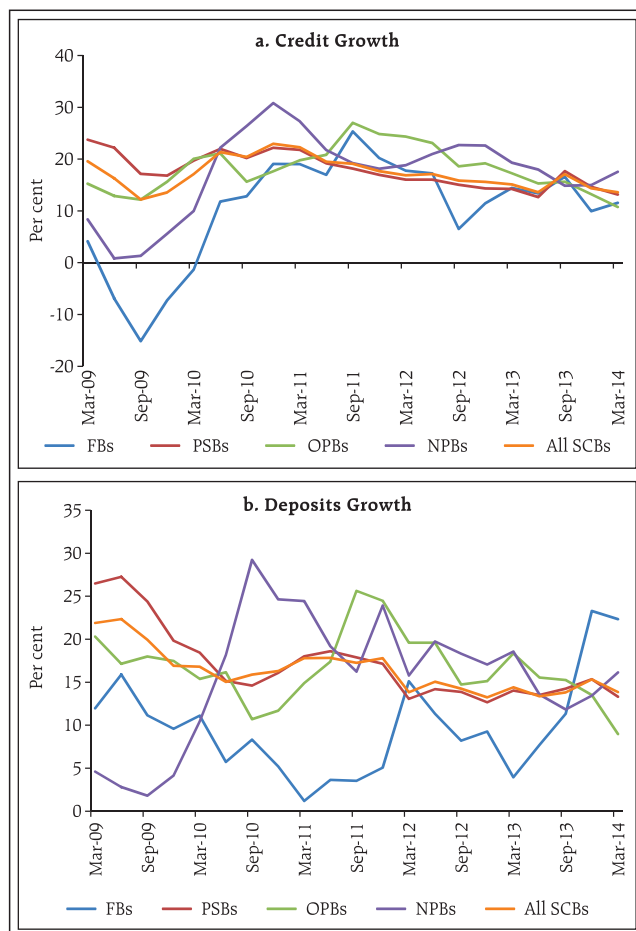 a. Credit Growth
40
30
20
10
0
-10
-20
Per cent
Mar-09
Sep-09
Mar-10
Sep-10
Mar-11
Sep-11
Mar-12
Sep-12
Mar-13
Sep-13
Mar-14
FBs PSBs OPBs NPBs All SCBs
b. Deposits Growth
35
30
25
20
15
10
5
0
Per cent
Mar-09
Sep-09
Mar-10
Sep-10
Mar-11
Sep-11
Mar-12
Sep-12
Mar-13
Sep-13
Mar-14
FBs PSBs OPBs NPBs All SCBs